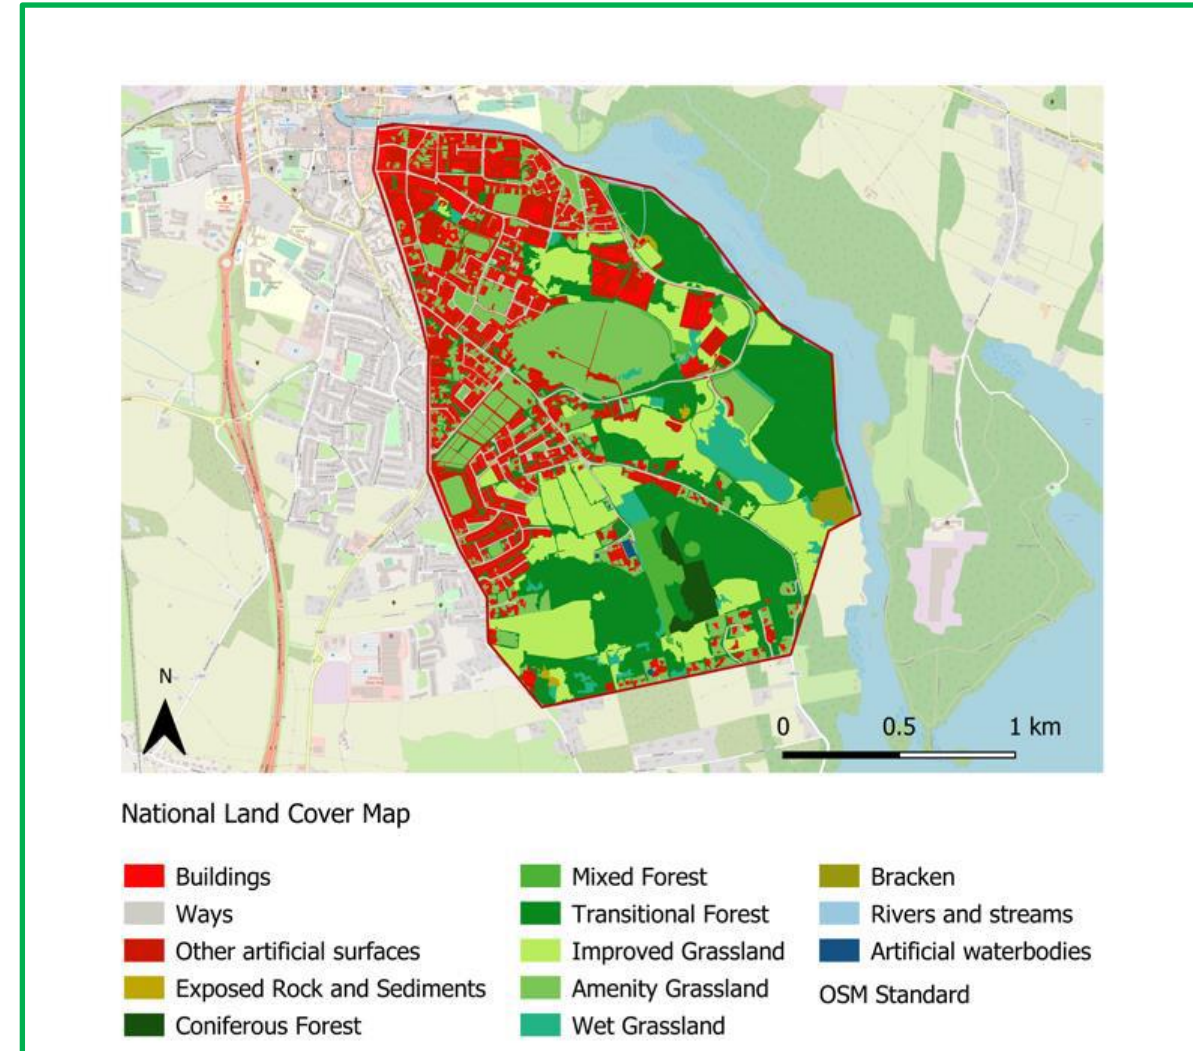 N
0 0.5 1 km
National Land Cover Map
Buildings
Ways
Other artificial surfaces
Exposed Rock and Sediments
Coniferous Forest
Mixed Forest
Transitional Forest
Improved Grassland
Amenity Grassland
Wet Grassland
Bracken
Rivers and streams
Artificial waterbodies
OSM Standard